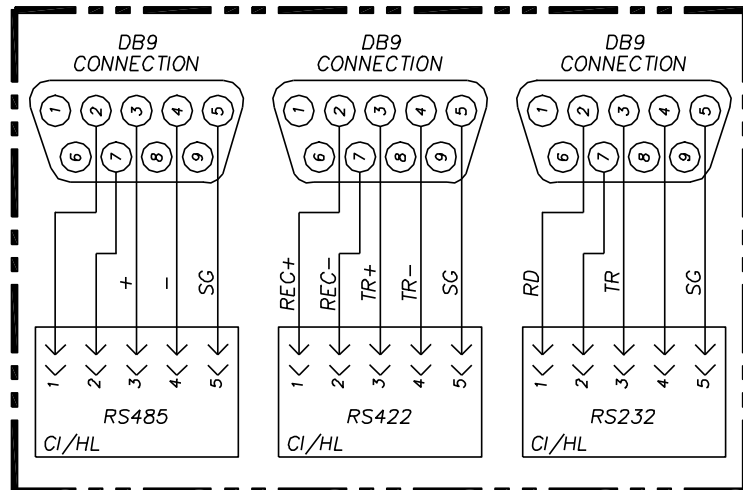 DB9
CONNECTION
1 2 3 4 5
6 7 8 9
+ - SG
1 2 3 4 5
RS485
CI/HL
DB9
CONNECTION
1 2 3 4 5
6 7 8 9
REC+ REC- TR+ TR- SG
1 2 3 4 5
RS422
CI/HL
DB9
CONNECTION
1 2 3 4 5
6 7 8 9
RD TR SG
1 2 3 4 5
RS232
CI/HL